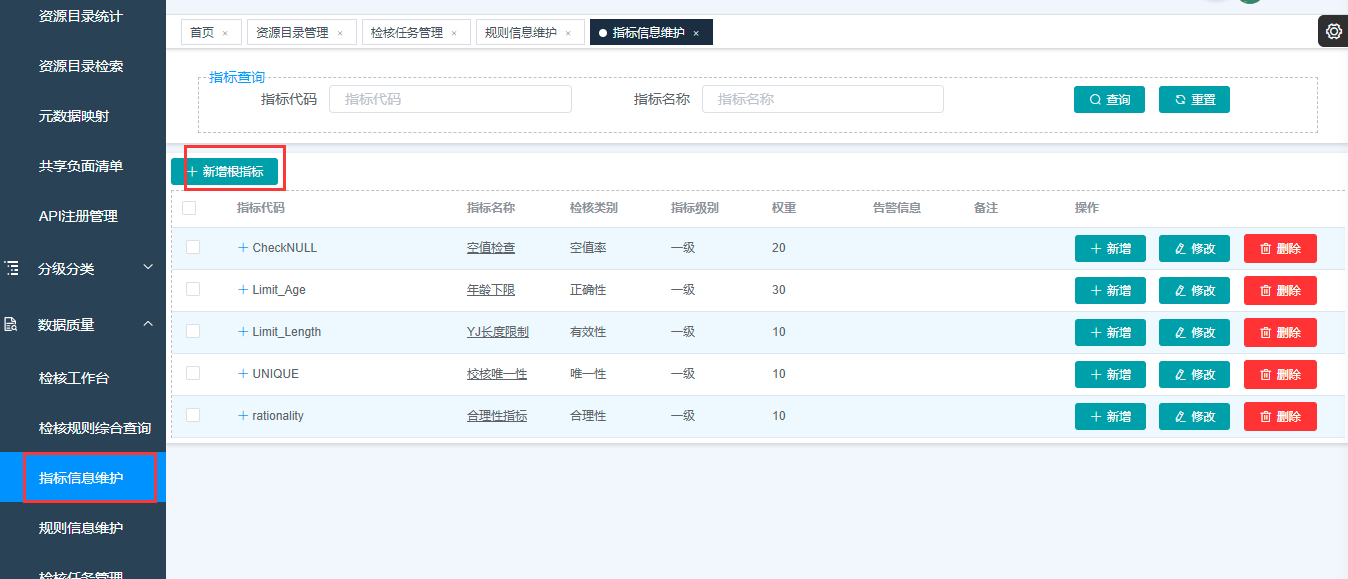 资源目录统计
资源目录检索
元数据映射
共享负面清单
API注册管理
分级分类
数据质量
检核工作台
检核规则综合查询
指标信息维护
规则信息维护
检核任务管理
首页 × 资源目录管理 × 检核任务管理 × 规则信息维护 × 指标信息维护 ×
指标查询
指标代码 指标代码 指标名称 指标名称 查询 重置
+ 新增根指标
指标代码 指标名称 检核类别 指标级别 权重 告警信息 备注 操作
+ CheckNULL 空值检查 空值率 一级 20 + 新增 修改 删除
+ Limit_Age 年龄下限 正确性 一级 30 + 新增 修改 删除
+ Limit_Length YJ长度限制 有效性 一级 10 + 新增 修改 删除
+ UNIQUE 校核唯一性 唯一性 一级 10 + 新增 修改 删除
+ rationality 合理性指标 合理性 一级 10 + 新增 修改 删除